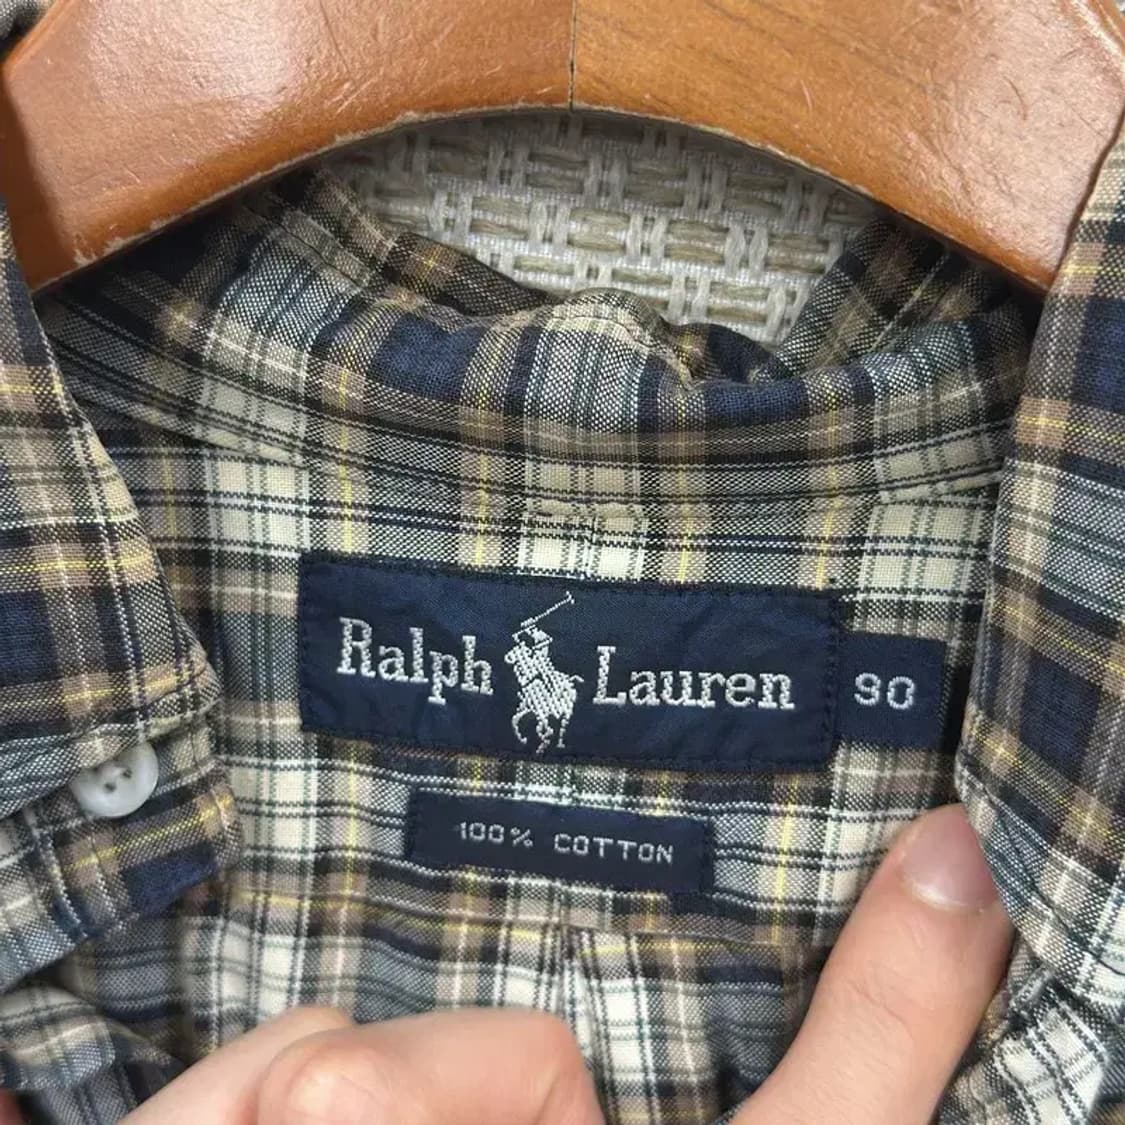 Ralph Lauren 90
100% COTTON